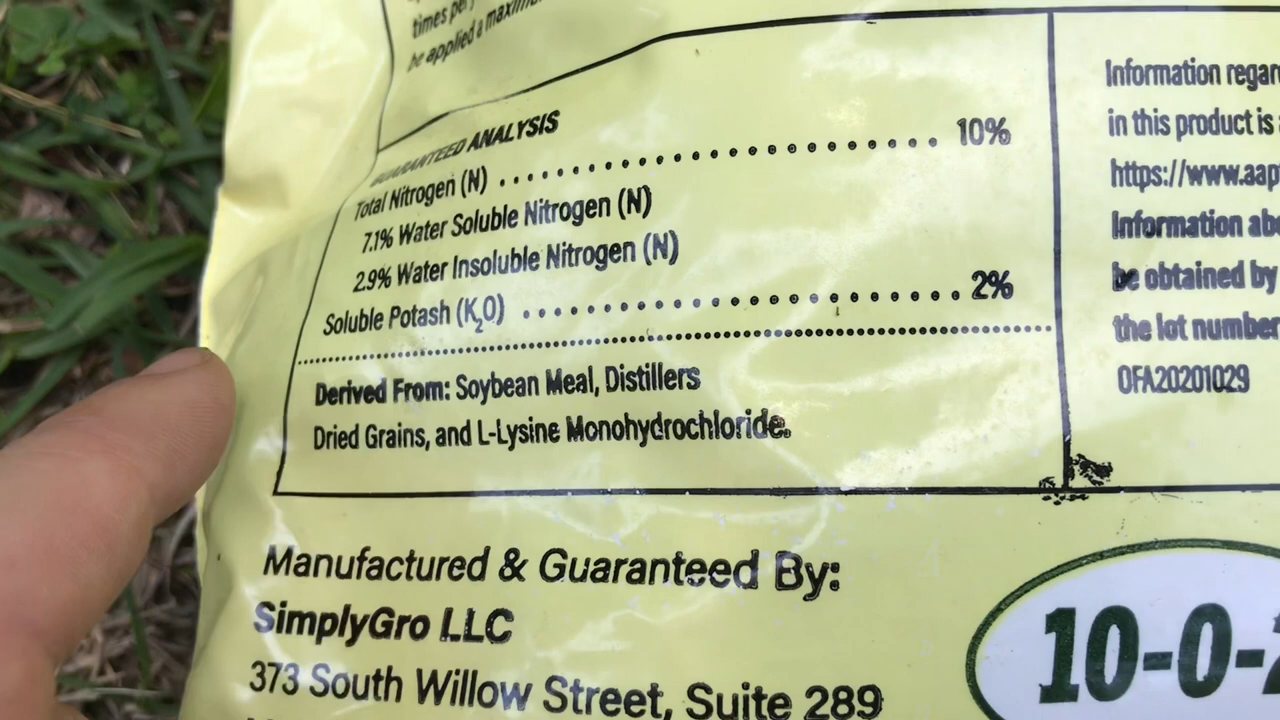 times per
be applied a maximum
GUARANTEED ANALYSIS
Total Nitrogen (N) .......................... 10%
7.1% Water Soluble Nitrogen (N)
2.9% Water Insoluble Nitrogen (N)
Soluble Potash (K₂O) .......................... 2%
Derived From: Soybean Meal, Distillers
Dried Grains, and L-Lysine Monohydrochloride.
Information regar
in this product is
https://www.aap
Information ab
be obtained by
the lot number
OFA20201029
Manufactured & Guaranteed By:
SimplyGro LLC
373 South Willow Street, Suite 289
10-0-2